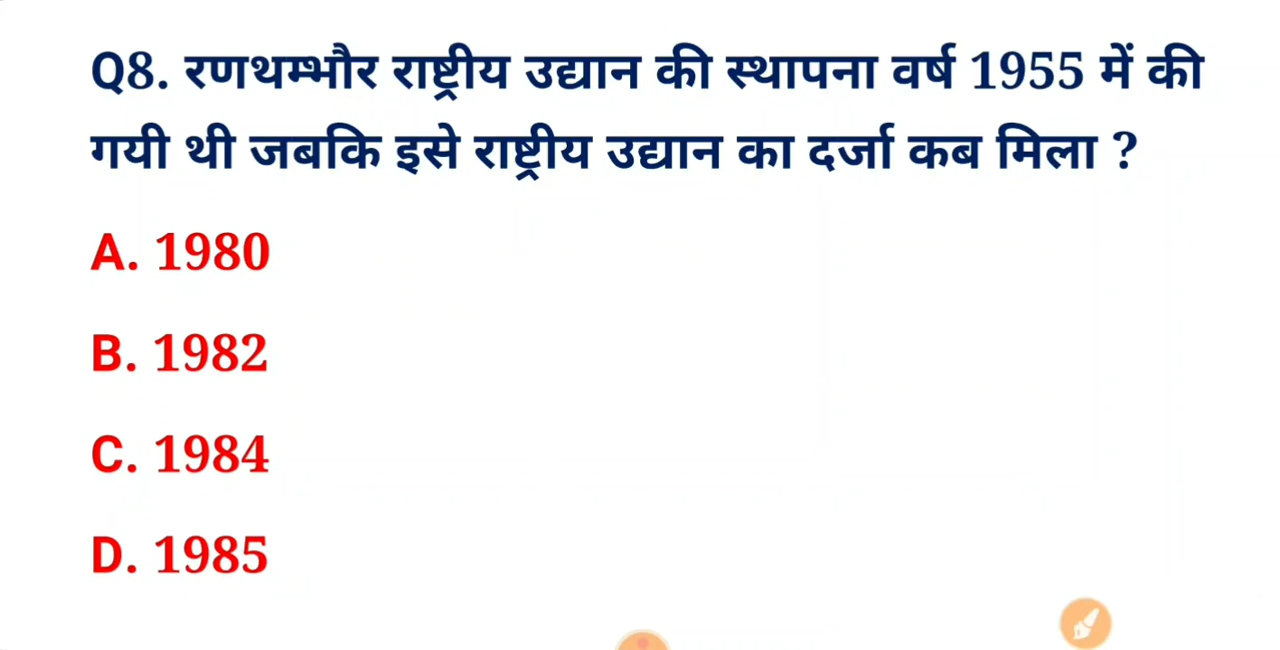 Q8. रणथम्भौर राष्ट्रीय उद्यान की स्थापना वर्ष 1955 में की
गयी थी जबकि इसे राष्ट्रीय उद्यान का दर्जा कब मिला ?
A. 1980
B. 1982
C. 1984
D. 1985